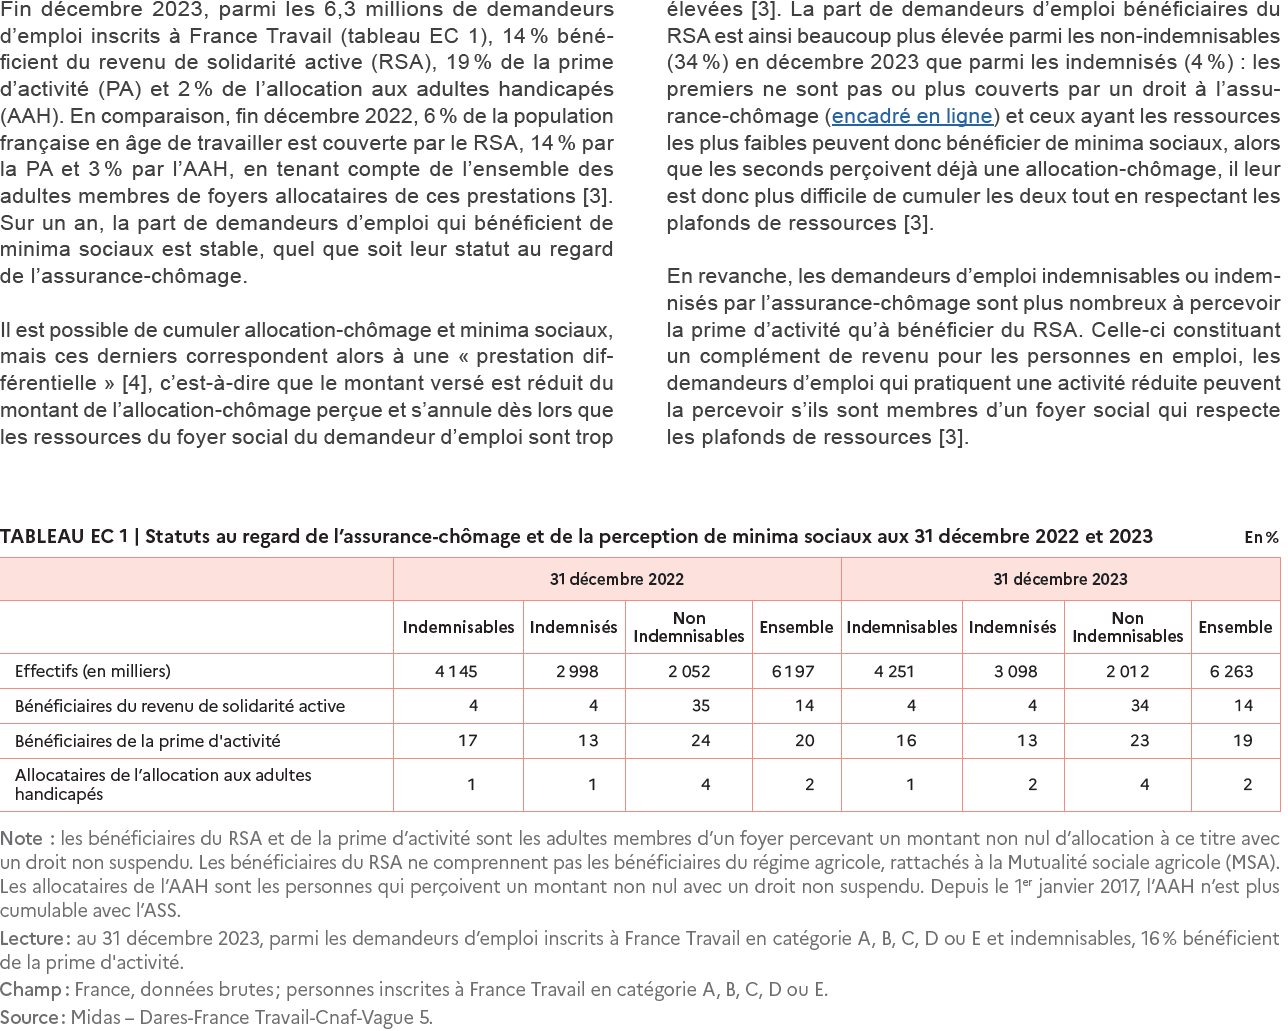 Fin décembre 2023, parmi les 6,3 millions de demandeurs
d’emploi inscrits à France Travail (tableau EC 1), 14 % béné-
ficient du revenu de solidarité active (RSA), 19 % de la prime
d’activité (PA) et 2 % de l’allocation aux adultes handicapés
(AAH). En comparaison, fin décembre 2022, 6 % de la population
française en âge de travailler est couverte par le RSA, 14 % par
la PA et 3 % par l’AAH, en tenant compte de l’ensemble des
adultes membres de foyers allocataires de ces prestations [3].
Sur un an, la part de demandeurs d’emploi qui bénéficient de
minima sociaux est stable, quel que soit leur statut au regard
de l’assurance-chômage.
Il est possible de cumuler allocation-chômage et minima sociaux,
mais ces derniers correspondent alors à une « prestation dif-
férentielle » [4], c’est-à-dire que le montant versé est réduit du
montant de l’allocation-chômage perçue et s’annule dès lors que
les ressources du foyer social du demandeur d’emploi sont trop
élevées [3]. La part de demandeurs d’emploi bénéficiaires du
RSA est ainsi beaucoup plus élevée parmi les non-indemnisables
(34 %) en décembre 2023 que parmi les indemnisés (4 %) : les
premiers ne sont pas ou plus couverts par un droit à l’assu-
rance-chômage (encadré en ligne) et ceux ayant les ressources
les plus faibles peuvent donc bénéficier de minima sociaux, alors
que les seconds perçoivent déjà une allocation-chômage, il leur
est donc plus difficile de cumuler les deux tout en respectant les
plafonds de ressources [3].
En revanche, les demandeurs d’emploi indemnisables ou indem-
nisés par l’assurance-chômage sont plus nombreux à percevoir
la prime d’activité qu’à bénéficier du RSA. Celle-ci constituant
un complément de revenu pour les personnes en emploi, les
demandeurs d’emploi qui pratiquent une activité réduite peuvent
la percevoir s’ils sont membres d’un foyer social qui respecte
les plafonds de ressources [3].
TABLEAU EC 1 | Statuts au regard de l’assurance-chômage et de la perception de minima sociaux aux 31 décembre 2022 et 2023 En %
31 décembre 2022 31 décembre 2023
Indemnisables Indemnisés Non Indemnisables Ensemble Indemnisables Indemnisés Non Indemnisables Ensemble
Effectifs (en milliers) 4 145 2 998 2 052 6 197 4 251 3 098 2 012 6 263
Bénéficiaires du revenu de solidarité active 4 4 35 14 4 4 34 14
Bénéficiaires de la prime d'activité 17 13 24 20 16 13 23 19
Allocataires de l’allocation aux adultes
handicapés 1 1 4 2 1 2 4 2
Note : les bénéficiaires du RSA et de la prime d’activité sont les adultes membres d’un foyer percevant un montant non nul d’allocation à ce titre avec
un droit non suspendu. Les bénéficiaires du RSA ne comprennent pas les bénéficiaires du régime agricole, rattachés à la Mutualité sociale agricole (MSA).
Les allocataires de l’AAH sont les personnes qui perçoivent un montant non nul avec un droit non suspendu. Depuis le 1er janvier 2017, l’AAH n’est plus
cumulable avec l’ASS.
Lecture : au 31 décembre 2023, parmi les demandeurs d’emploi inscrits à France Travail en catégorie A, B, C, D ou E et indemnisables, 16 % bénéficient
de la prime d'activité.
Champ : France, données brutes ; personnes inscrites à France Travail en catégorie A, B, C, D ou E.
Source : Midas – Dares-France Travail-Cnaf-Vague 5.